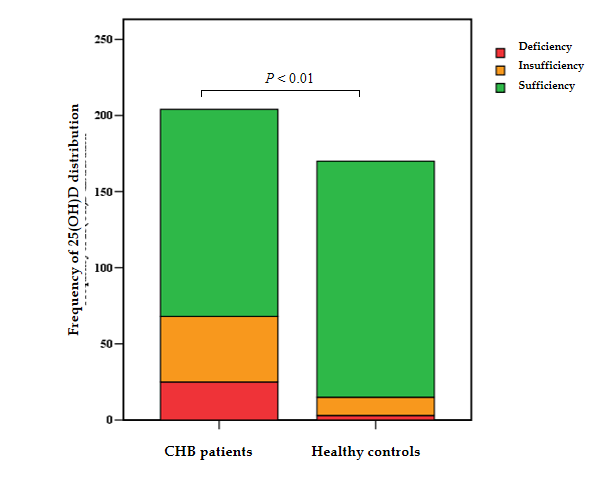 Deficiency
Insufficiency
Sufficiency
P < 0.01
250
200
150
100
50
0
Frequency of 25(OH)D distribution
CHB patients
Healthy controls